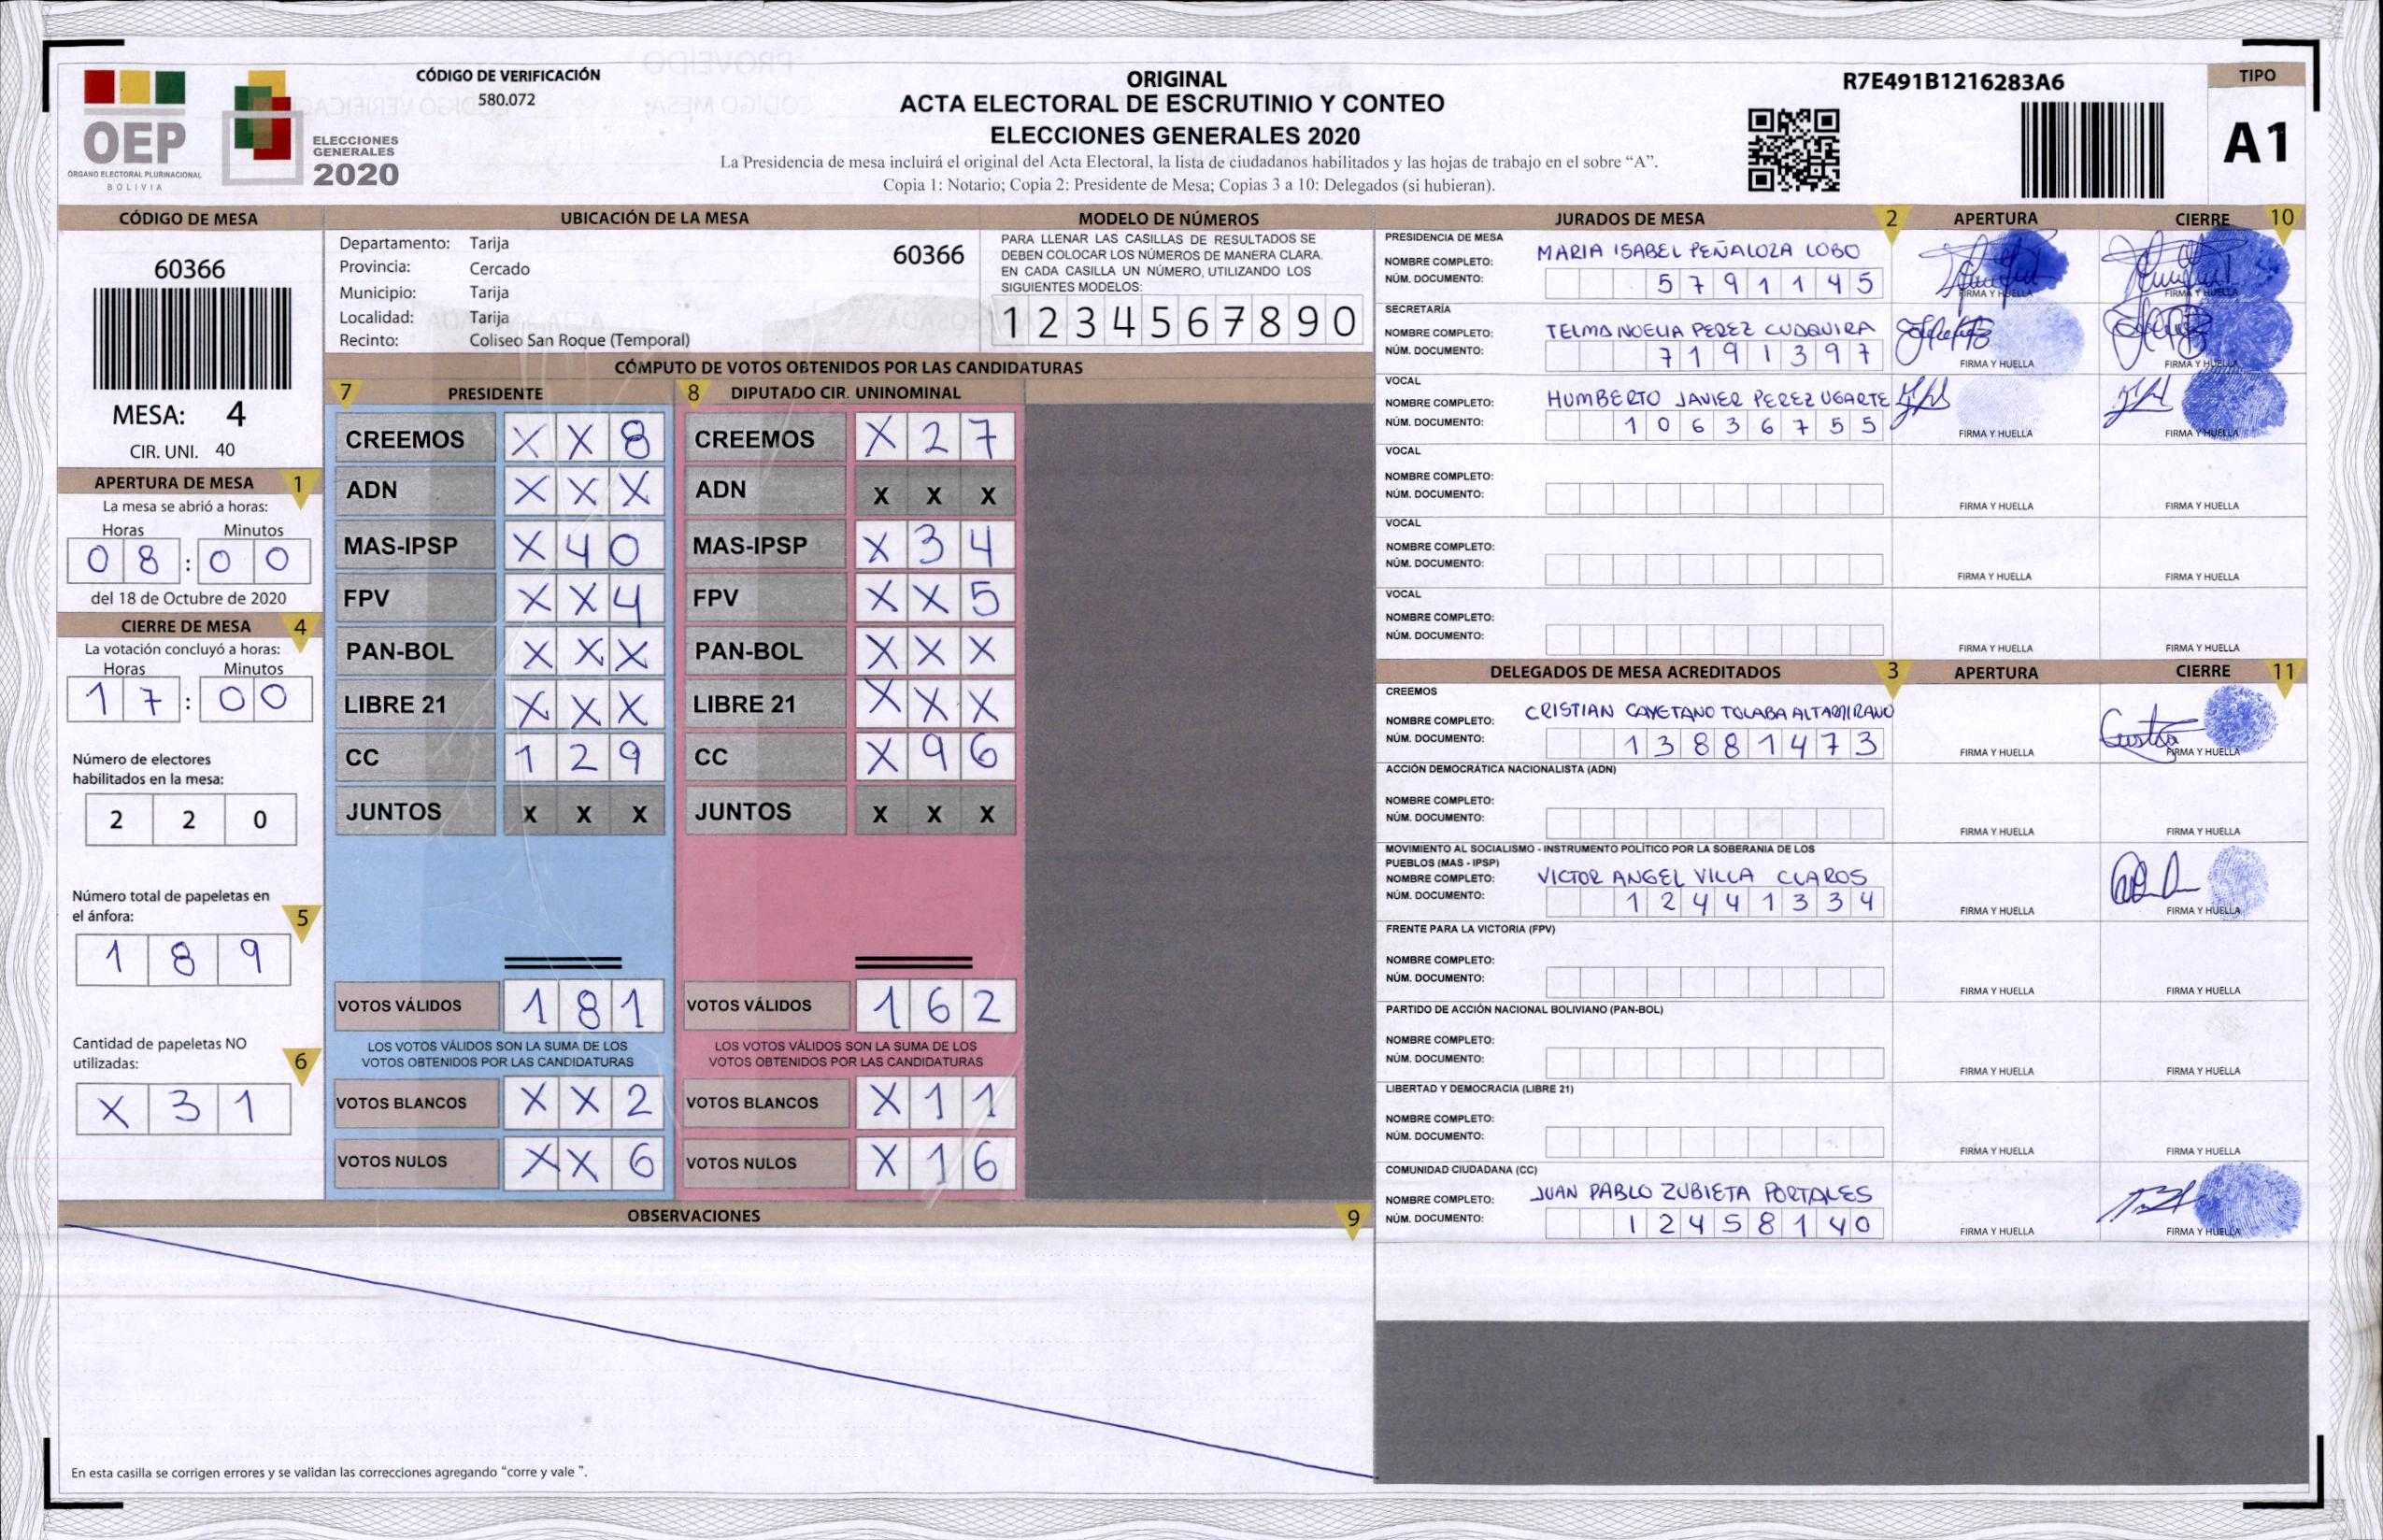 OEP
ÓRGANO ELECTORAL PLURINACIONAL
BOLIVIA
ELECCIONES
GENERALES
2020
CÓDIGO DE VERIFICACIÓN
580.072
ORIGINAL
ACTA ELECTORAL DE ESCRUTINIO Y CONTEO
ELECCIONES GENERALES 2020
La Presidencia de mesa incluirá el original del Acta Electoral, la lista de ciudadanos habilitados y las hojas de trabajo en el sobre “A”.
Copia 1: Notario; Copia 2: Presidente de Mesa; Copias 3 a 10: Delegados (si hubieran).
R7E491B1216283A6
TIPO
A1
CÓDIGO DE MESA
60366
MESA: 4
CIR. UNI. 40
APERTURA DE MESA 1
La mesa se abrió a horas:
Horas Minutos
0 8 : 0 0
del 18 de Octubre de 2020
CIERRE DE MESA 4
La votación concluyó a horas:
Horas Minutos
1 7 : 0 0
Número de electores
habilitados en la mesa:
2 2 0
Número total de papeletas en
el ánfora: 5
1 8 9
Cantidad de papeletas NO
utilizadas: 6
X 3 1
UBICACIÓN DE LA MESA
Departamento: Tarija
Provincia: Cercado
Municipio: Tarija
Localidad: Tarija
Recinto: Coliseo San Roque (Temporal)
60366
MODELO DE NÚMEROS
PARA LLENAR LAS CASILLAS DE RESULTADOS SE
DEBEN COLOCAR LOS NÚMEROS DE MANERA CLARA.
EN CADA CASILLA UN NÚMERO, UTILIZANDO LOS
SIGUIENTES MODELOS:
1 2 3 4 5 6 7 8 9 0
CÓMPUTO DE VOTOS OBTENIDOS POR LAS CANDIDATURAS
7 PRESIDENTE
CREEMOS X X 8
ADN X X X
MAS-IPSP X 4 0
FPV X X 4
PAN-BOL X X X
LIBRE 21 X X X
CC 1 2 9
JUNTOS X X X
VOTOS VÁLIDOS 1 8 1
LOS VOTOS VÁLIDOS SON LA SUMA DE LOS
VOTOS OBTENIDOS POR LAS CANDIDATURAS
VOTOS BLANCOS X X 2
VOTOS NULOS X X 6
8 DIPUTADO CIR. UNINOMINAL
CREEMOS X 2 7
ADN X X X
MAS-IPSP X 3 4
FPV X X 5
PAN-BOL X X X
LIBRE 21 X X X
CC X 9 6
JUNTOS X X X
VOTOS VÁLIDOS 1 6 2
LOS VOTOS VÁLIDOS SON LA SUMA DE LOS
VOTOS OBTENIDOS POR LAS CANDIDATURAS
VOTOS BLANCOS X 1 1
VOTOS NULOS X 1 6
OBSERVACIONES 9
En esta casilla se corrigen errores y se validan las correcciones agregando “corre y vale ”.
JURADOS DE MESA 2 APERTURA CIERRE 10
PRESIDENCIA DE MESA
NOMBRE COMPLETO: MARIA ISABEL PEÑALOZA LOBO
NÚM. DOCUMENTO: 5 7 9 1 1 4 5
FIRMA Y HUELLA FIRMA Y HUELLA
SECRETARÍA
NOMBRE COMPLETO: TELMA NOELIA PEREZ CUAQUIRA
NÚM. DOCUMENTO: 7 1 9 1 3 9 7
FIRMA Y HUELLA FIRMA Y HUELLA
VOCAL
NOMBRE COMPLETO: HUMBERTO JAVIER PEREZ UGARTE
NÚM. DOCUMENTO: 1 0 6 3 6 7 5 5
FIRMA Y HUELLA FIRMA Y HUELLA
VOCAL
NOMBRE COMPLETO:
NÚM. DOCUMENTO:
FIRMA Y HUELLA FIRMA Y HUELLA
VOCAL
NOMBRE COMPLETO:
NÚM. DOCUMENTO:
FIRMA Y HUELLA FIRMA Y HUELLA
VOCAL
NOMBRE COMPLETO:
NÚM. DOCUMENTO:
FIRMA Y HUELLA FIRMA Y HUELLA
DELEGADOS DE MESA ACREDITADOS 3 APERTURA CIERRE 11
CREEMOS
NOMBRE COMPLETO: CRISTIAN CAYETANO TOLABA ALTAMIRANO
NÚM. DOCUMENTO: 1 3 8 8 1 4 7 3
FIRMA Y HUELLA FIRMA Y HUELLA
ACCIÓN DEMOCRÁTICA NACIONALISTA (ADN)
NOMBRE COMPLETO:
NÚM. DOCUMENTO:
FIRMA Y HUELLA FIRMA Y HUELLA
MOVIMIENTO AL SOCIALISMO - INSTRUMENTO POLÍTICO POR LA SOBERANIA DE LOS
PUEBLOS (MAS - IPSP)
NOMBRE COMPLETO: VICTOR ANGEL VILLA CLAROS
NÚM. DOCUMENTO: 1 2 4 4 1 3 3 4
FIRMA Y HUELLA FIRMA Y HUELLA
FRENTE PARA LA VICTORIA (FPV)
NOMBRE COMPLETO:
NÚM. DOCUMENTO:
FIRMA Y HUELLA FIRMA Y HUELLA
PARTIDO DE ACCIÓN NACIONAL BOLIVIANO (PAN-BOL)
NOMBRE COMPLETO:
NÚM. DOCUMENTO:
FIRMA Y HUELLA FIRMA Y HUELLA
LIBERTAD Y DEMOCRACIA (LIBRE 21)
NOMBRE COMPLETO:
NÚM. DOCUMENTO:
FIRMA Y HUELLA FIRMA Y HUELLA
COMUNIDAD CIUDADANA (CC)
NOMBRE COMPLETO: JUAN PABLO ZUBIETA PORTALES
NÚM. DOCUMENTO: 1 2 4 5 8 1 4 0
FIRMA Y HUELLA FIRMA Y HUELLA